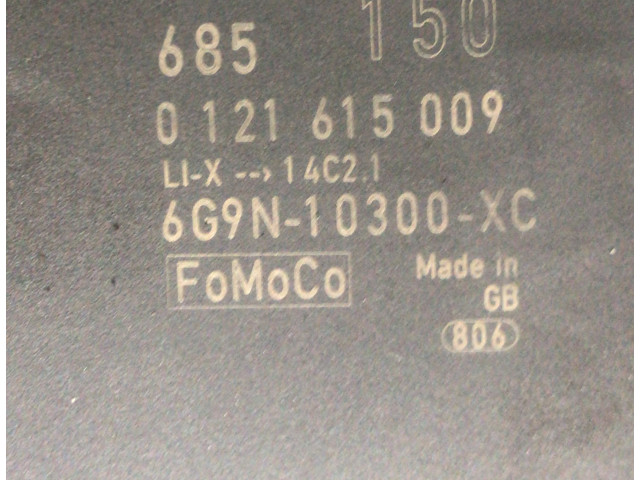 685 150
0 121 615 009
LI-X --> 14C2.1
6G9N-10300-XC
FoMoCo Made in
GB
806